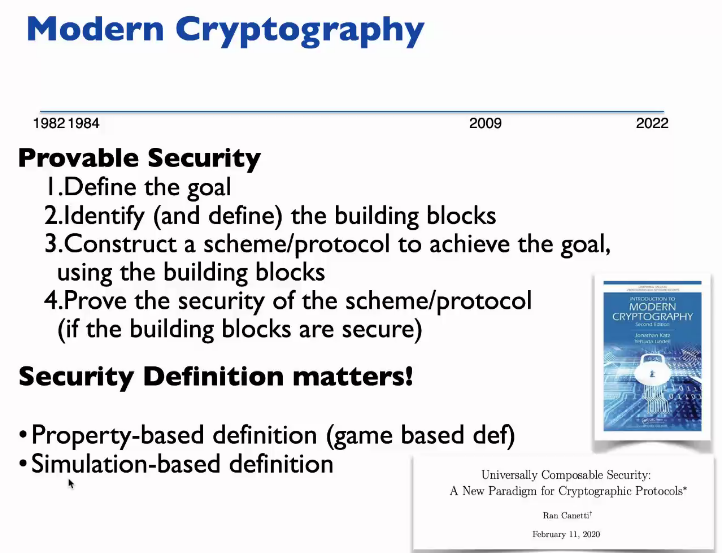 Modern Cryptography
1982 1984 2009 2022
Provable Security
1.Define the goal
2.Identify (and define) the building blocks
3.Construct a scheme/protocol to achieve the goal,
using the building blocks
4.Prove the security of the scheme/protocol
(if the building blocks are secure)
INTRODUCTION TO
MODERN
CRYPTOGRAPHY
Second Edition
Jonathan Katz
Yehuda Lindell
Security Definition matters!
•Property-based definition (game based def)
•Simulation-based definition
Universally Composable Security:
A New Paradigm for Cryptographic Protocols*
Ran Canetti†
February 11, 2020